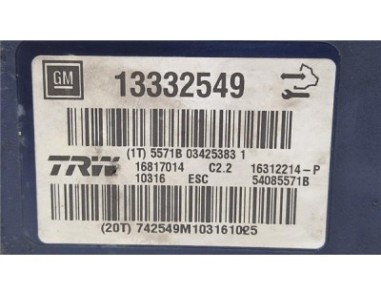 GM 13332549
(1T) 5571B 03425383 1
TRW 16817014 C2.2 16312214-P
10316 ESC 54085571B
(20T) 742549M103161025